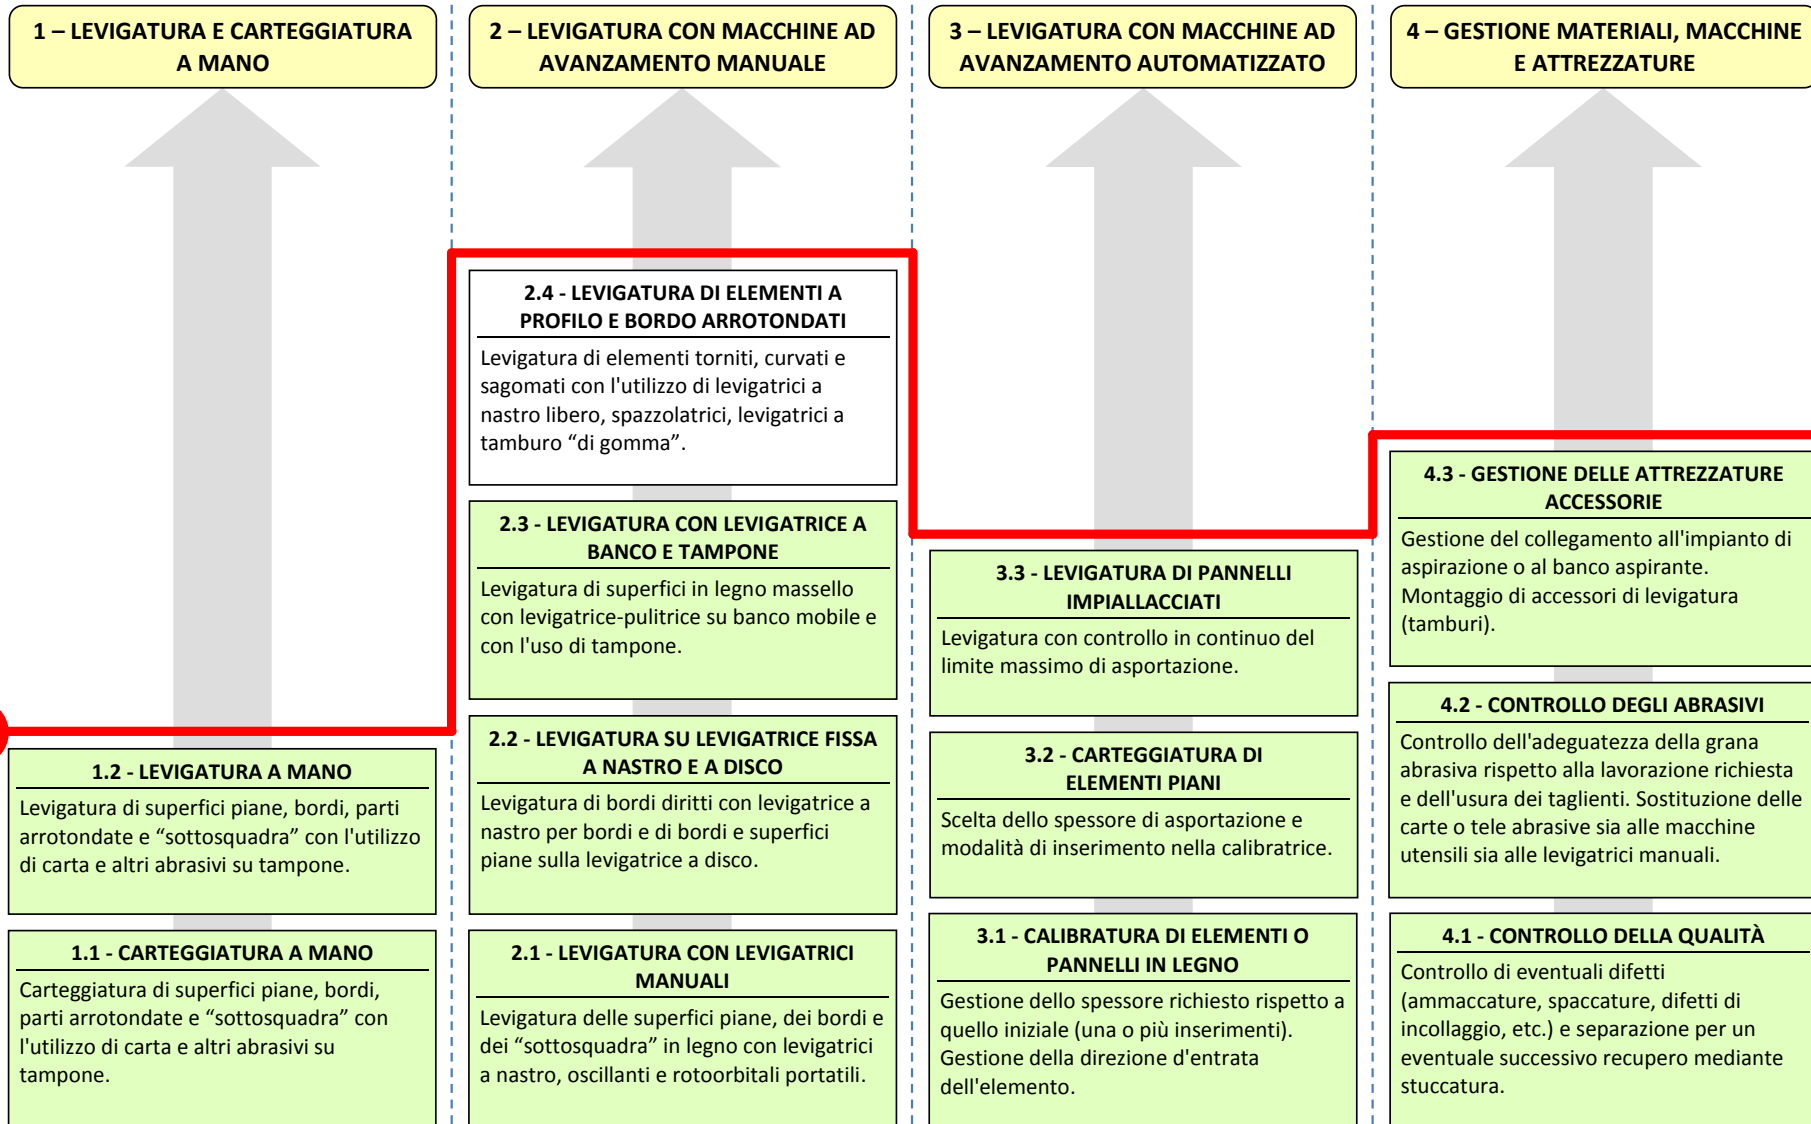 1 – LEVIGATURA E CARTEGGIATURA
A MANO
2 – LEVIGATURA CON MACCHINE AD
AVANZAMENTO MANUALE
3 – LEVIGATURA CON MACCHINE AD
AVANZAMENTO AUTOMATIZZATO
4 – GESTIONE MATERIALI, MACCHINE
E ATTREZZATURE
1.2 - LEVIGATURA A MANO
Levigatura di superfici piane, bordi, parti
arrotondate e “sottosquadra” con l'utilizzo
di carta e altri abrasivi su tampone.
1.1 - CARTEGGIATURA A MANO
Carteggiatura di superfici piane, bordi,
parti arrotondate e “sottosquadra” con
l'utilizzo di carta e altri abrasivi su
tampone.
2.4 - LEVIGATURA DI ELEMENTI A
PROFILO E BORDO ARROTONDATI
Levigatura di elementi torniti, curvati e
sagomati con l'utilizzo di levigatrici a
nastro libero, spazzolatrici, levigatrici a
tamburo “di gomma”.
2.3 - LEVIGATURA CON LEVIGATRICE A
BANCO E TAMPONE
Levigatura di superfici in legno massello
con levigatrice-pulitrice su banco mobile e
con l'uso di tampone.
2.2 - LEVIGATURA SU LEVIGATRICE FISSA
A NASTRO E A DISCO
Levigatura di bordi diritti con levigatrice a
nastro per bordi e di bordi e superfici
piane sulla levigatrice a disco.
2.1 - LEVIGATURA CON LEVIGATRICI
MANUALI
Levigatura delle superfici piane, dei bordi e
dei “sottosquadra” in legno con levigatrici
a nastro, oscillanti e rotoorbitali portatili.
3.3 - LEVIGATURA DI PANNELLI
IMPIALLACCIATI
Levigatura con controllo in continuo del
limite massimo di asportazione.
3.2 - CARTEGGIATURA DI
ELEMENTI PIANI
Scelta dello spessore di asportazione e
modalità di inserimento nella calibratrice.
3.1 - CALIBRATURA DI ELEMENTI O
PANNELLI IN LEGNO
Gestione dello spessore richiesto rispetto a
quello iniziale (una o più inserimenti).
Gestione della direzione d'entrata
dell'elemento.
4.3 - GESTIONE DELLE ATTREZZATURE
ACCESSORIE
Gestione del collegamento all'impianto di
aspirazione o al banco aspirante.
Montaggio di accessori di levigatura
(tamburi).
4.2 - CONTROLLO DEGLI ABRASIVI
Controllo dell'adeguatezza della grana
abrasiva rispetto alla lavorazione richiesta
e dell'usura dei taglienti. Sostituzione delle
carte o tele abrasive sia alle macchine
utensili sia alle levigatrici manuali.
4.1 - CONTROLLO DELLA QUALITÀ
Controllo di eventuali difetti
(ammaccature, spaccature, difetti di
incollaggio, etc.) e separazione per un
eventuale successivo recupero mediante
stuccatura.